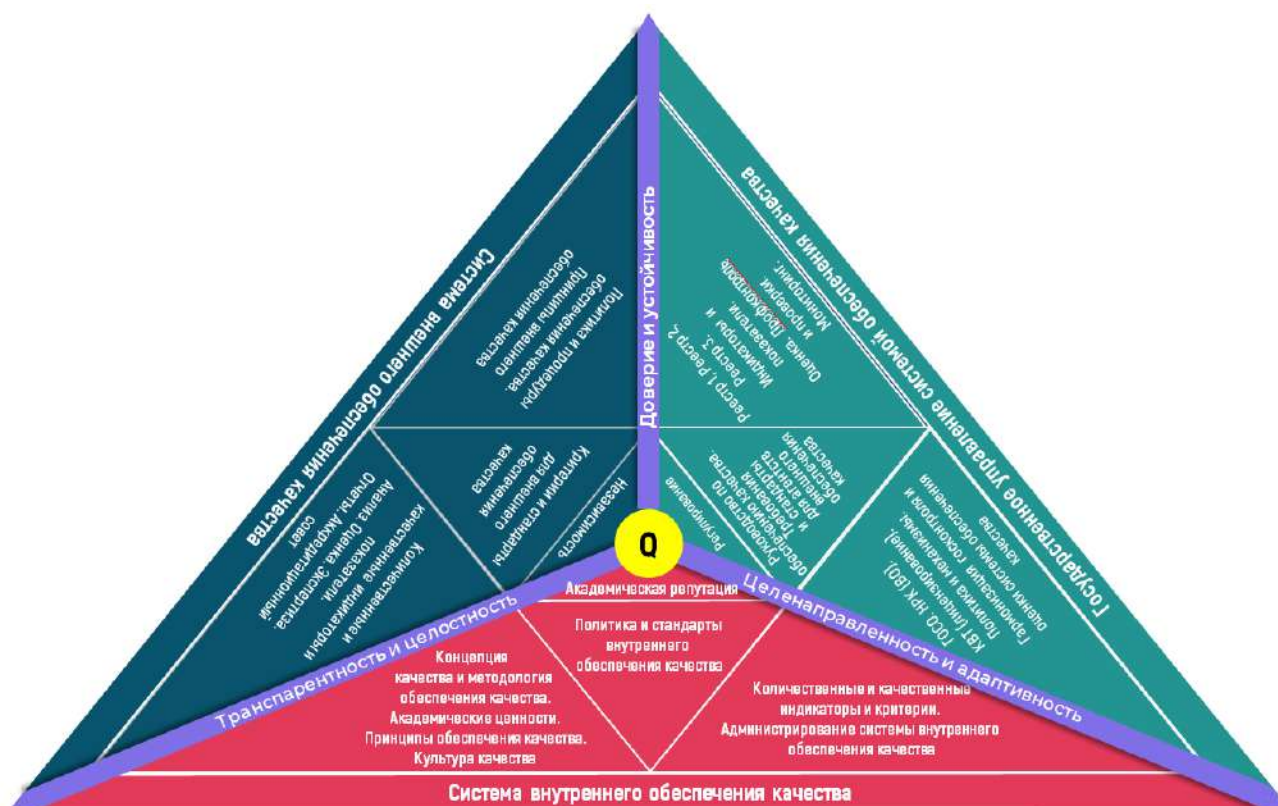 Система внешнего обеспечения качества
Политика и процедуры
обеспечения качества.
Принципы внешнего
обеспечения качества
Критерии и стандарты
для внешнего
обеспечения
качества
Независимость
Количественные и
качественные индикаторы и
показатели.
Анализ. Оценка. Экспертиза.
Отчеты. Аккредитационный
совет
Доверие и устойчивость
Государственное управление системой обеспечения качества
Реестр 1, Реестр 2,
Реестр 3.
Индикаторы и
показатели.
Оценка. Профконтроль
и проверки.
Мониторинг.
Регулирование
Руководство по
обеспечению качества.
Требования
и стандарты
для агентств
внешнего
обеспечения
качества
ГОСО, НРК (ВО),
КВТ (лицензирование),
Политика и механизмы.
Гармонизация госконтроля и
оценки системы обеспечения
качества
Q
Транспарентность и целостность
Целенаправленность и адаптивность
Академическая репутация
Политика и стандарты
внутреннего
обеспечения качества
Концепция
качества и методология
обеспечения качества.
Академические ценности.
Принципы обеспечения качества.
Культура качества
Количественные и качественные
индикаторы и критерии.
Администрирование системы внутреннего
обеспечения качества
Система внутреннего обеспечения качества